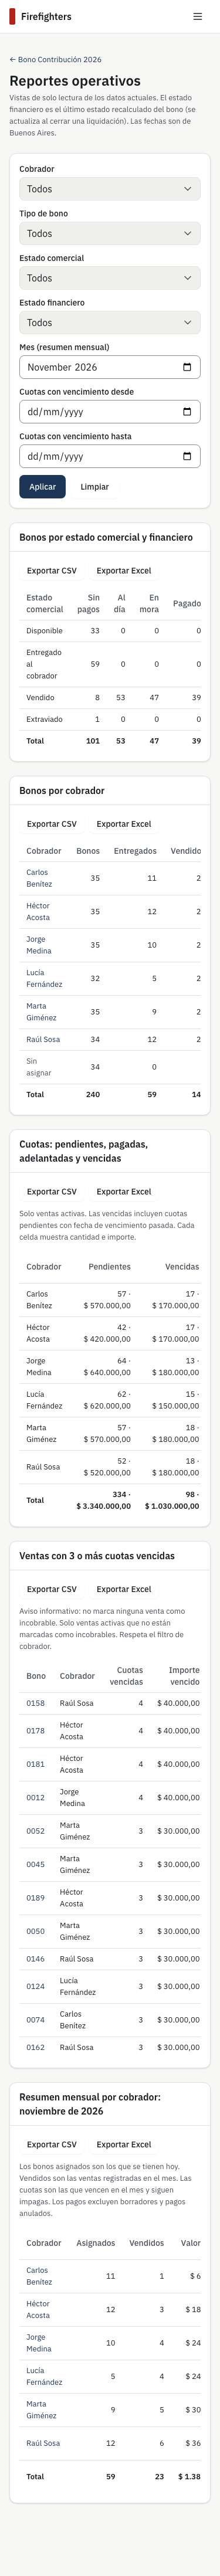 Firefighters
← Bono Contribución 2026
Reportes operativos
Vistas de solo lectura de los datos actuales. El estado
financiero es el último estado recalculado del bono (se
actualiza al cerrar una liquidación). Las fechas son de
Buenos Aires.
Cobrador
Todos
Tipo de bono
Todos
Estado comercial
Todos
Estado financiero
Todos
Mes (resumen mensual)
November 2026
Cuotas con vencimiento desde
dd/mm/yyyy
Cuotas con vencimiento hasta
dd/mm/yyyy
Aplicar Limpiar
Bonos por estado comercial y financiero
Exportar CSV Exportar Excel
Estado Sin Al En
comercial pagos día mora Pagado
Disponible 33 0 0 0
Entregado
al 59 0 0 0
cobrador
Vendido 8 53 47 39
Extraviado 1 0 0 0
Total 101 53 47 39
Bonos por cobrador
Exportar CSV Exportar Excel
Cobrador Bonos Entregados Vendido
Carlos
Benítez 35 11 2
Héctor
Acosta 35 12 2
Jorge
Medina 35 10 2
Lucía
Fernández 32 5 2
Marta
Giménez 35 9 2
Raúl Sosa 34 12 2
Sin
asignar 34 0
Total 240 59 14
Cuotas: pendientes, pagadas,
adelantadas y vencidas
Exportar CSV Exportar Excel
Solo ventas activas. Las vencidas incluyen cuotas
pendientes con fecha de vencimiento pasada. Cada
celda muestra cantidad e importe.
Cobrador Pendientes Vencidas
Carlos 57 · 17 ·
Benítez $ 570.000,00 $ 170.000,00
Héctor 42 · 17 ·
Acosta $ 420.000,00 $ 170.000,00
Jorge 64 · 13 ·
Medina $ 640.000,00 $ 180.000,00
Lucía 62 · 15 ·
Fernández $ 620.000,00 $ 150.000,00
Marta 57 · 18 ·
Giménez $ 570.000,00 $ 180.000,00
Raúl Sosa 52 · 18 ·
$ 520.000,00 $ 180.000,00
Total 334 · 98 ·
$ 3.340.000,00 $ 1.030.000,00
Ventas con 3 o más cuotas vencidas
Exportar CSV Exportar Excel
Aviso informativo: no marca ninguna venta como
incobrable. Solo ventas activas que no están
marcadas como incobrables. Respeta el filtro de
cobrador.
Bono Cobrador Cuotas Importe
vencidas vencido
0158 Raúl Sosa 4 $ 40.000,00
0178 Héctor Acosta 4 $ 40.000,00
0181 Héctor Acosta 4 $ 40.000,00
0012 Jorge Medina 4 $ 40.000,00
0052 Marta Giménez 3 $ 30.000,00
0045 Marta Giménez 3 $ 30.000,00
0189 Héctor Acosta 3 $ 30.000,00
0050 Marta Giménez 3 $ 30.000,00
0146 Raúl Sosa 3 $ 30.000,00
0124 Lucía Fernández 3 $ 30.000,00
0074 Carlos Benítez 3 $ 30.000,00
0162 Raúl Sosa 3 $ 30.000,00
Resumen mensual por cobrador:
noviembre de 2026
Exportar CSV Exportar Excel
Los bonos asignados son los que se tienen hoy.
Vendidos son las ventas registradas en el mes. Las
cuotas son las que vencen en el mes y siguen
impagas. Los pagos excluyen borradores y pagos
anulados.
Cobrador Asignados Vendidos Valor
Carlos
Benítez 11 1 $ 6
Héctor
Acosta 12 3 $ 18
Jorge
Medina 10 4 $ 24
Lucía
Fernández 5 4 $ 24
Marta
Giménez 9 5 $ 30
Raúl Sosa 12 6 $ 36
Total 59 23 $ 1.38